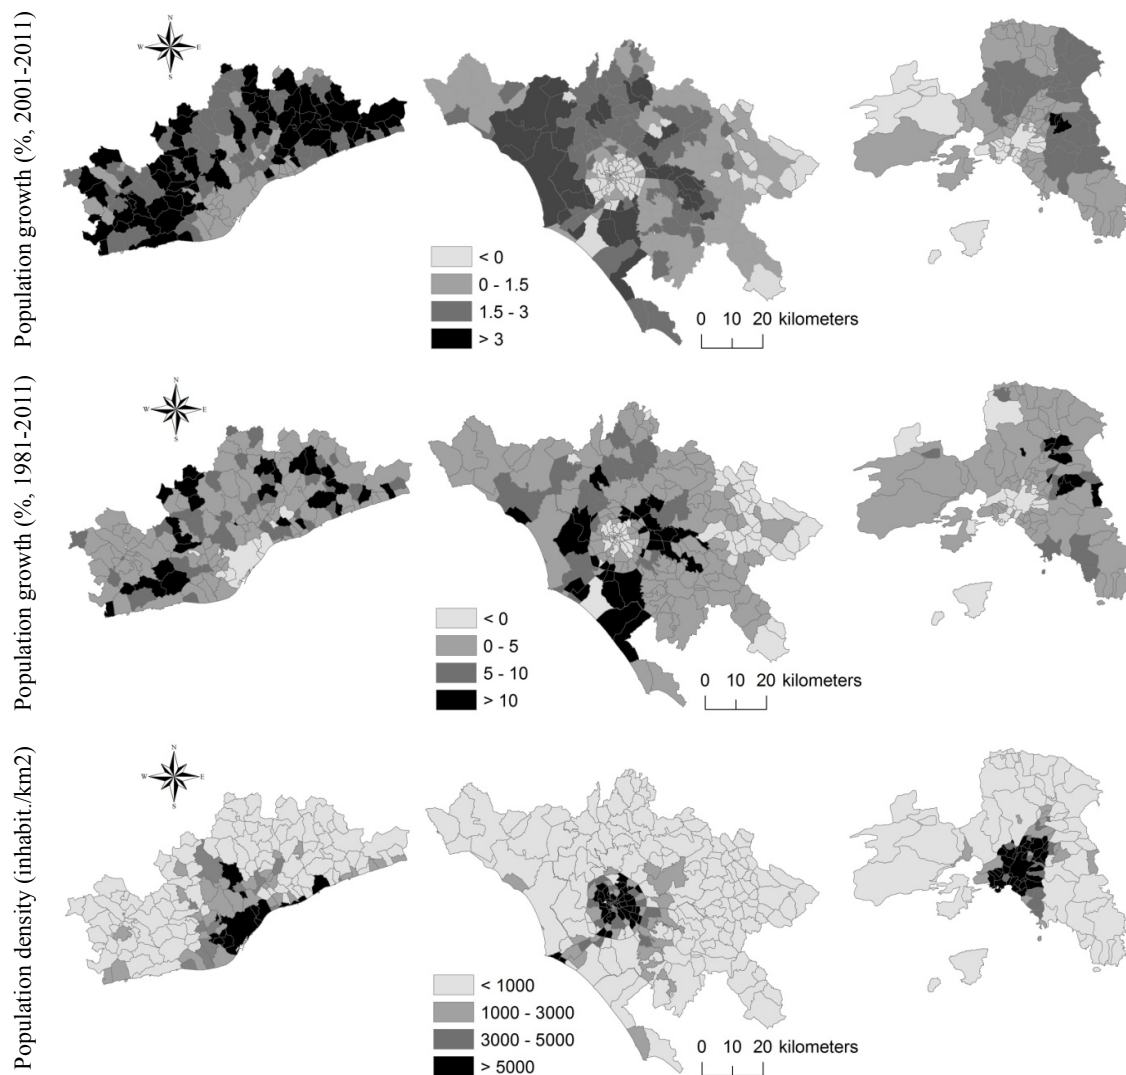 Population growth (%, 2001-2011)
N
W E
S
< 0
0 - 1.5
1.5 - 3
> 3
0 10 20 kilometers
Population growth (%, 1981-2011)
N
W E
S
< 0
0 - 5
5 - 10
> 10
0 10 20 kilometers
Population density (inhabit./km2)
N
W E
S
< 1000
1000 - 3000
3000 - 5000
> 5000
0 10 20 kilometers